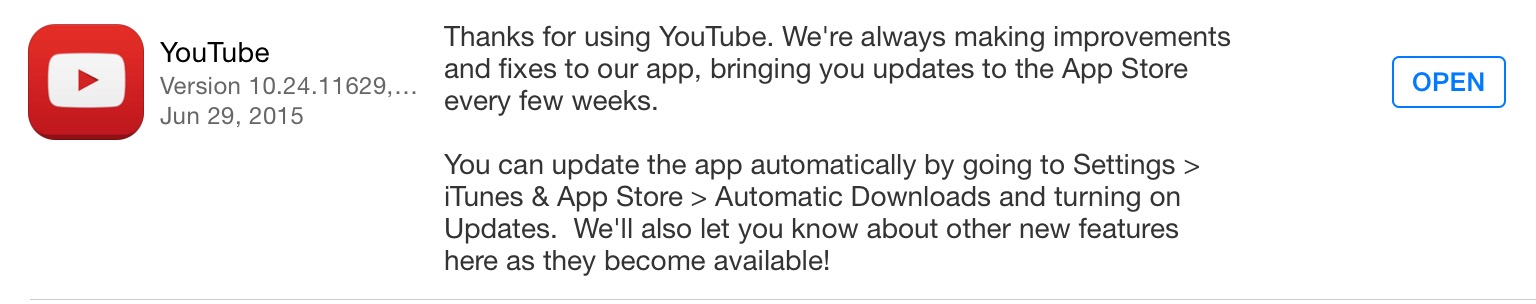 YouTube
Version 10.24.11629,...
Jun 29, 2015
Thanks for using YouTube. We're always making improvements
and fixes to our app, bringing you updates to the App Store
every few weeks.
You can update the app automatically by going to Settings >
iTunes & App Store > Automatic Downloads and turning on
Updates.  We'll also let you know about other new features
here as they become available!
OPEN